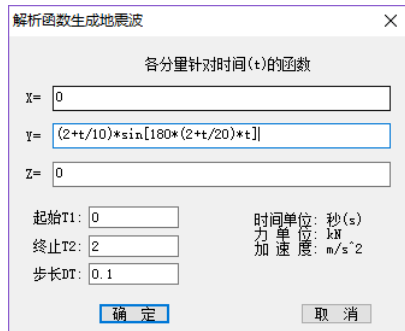 解析函数生成地震波
各分量针对时间(t)的函数
X= 0
Y= (2+t/10)*sin[180*(2+t/20)*t]
Z= 0
起始T1: 0
终止T2: 2
步长DT: 0.1
时间单位: 秒(s)
力 单 位: kN
加 速 度: m/s^2
确 定
取 消